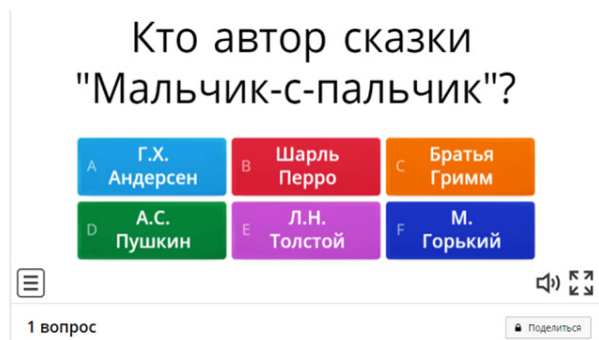 Кто автор сказки
"Мальчик-с-пальчик"?
A
Г.Х.
Андерсен
B
Шарль
Перро
C
Братья
Гримм
D
А.С.
Пушкин
E
Л.Н.
Толстой
F
М.
Горький
1 вопрос
Поделиться